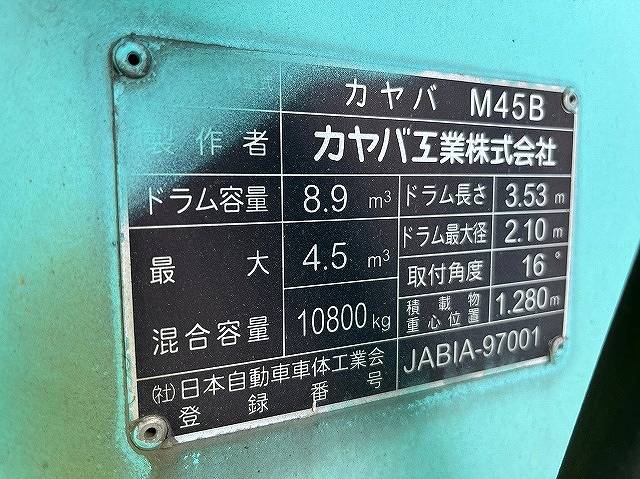 カヤバ M45B
製作者 カヤバ工業株式会社
ドラム容量 8.9 m³ ドラム長さ 3.53 m
ドラム最大径 2.10 m
最大 4.5 m³ 取付角度 16°
混合容量 10800 kg 積載物重心位置 1.280 m
(社)日本自動車車体工業会 JABIA-97001
登録番号